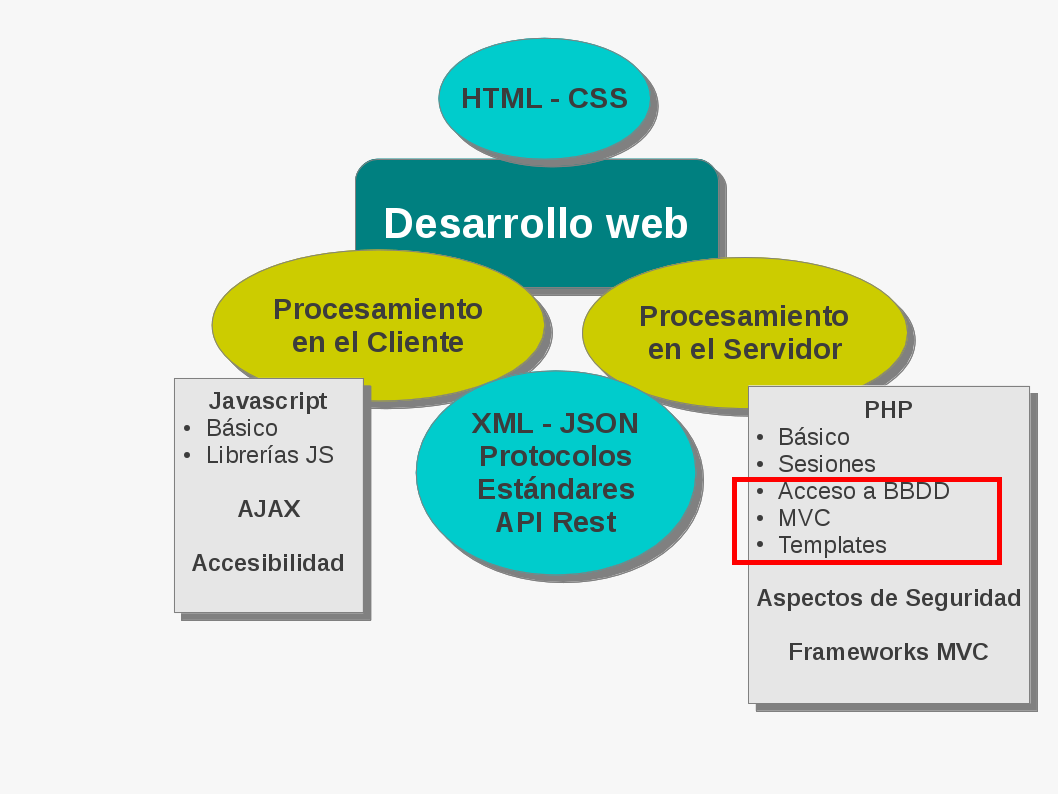 HTML - CSS
Desarrollo web
Procesamiento
en el Cliente
Procesamiento
en el Servidor
Javascript
• Básico
• Librerías JS
AJAX
Accesibilidad
XML - JSON
Protocolos
Estándares
API Rest
PHP
• Básico
• Sesiones
• Acceso a BBDD
• MVC
• Templates
Aspectos de Seguridad
Frameworks MVC